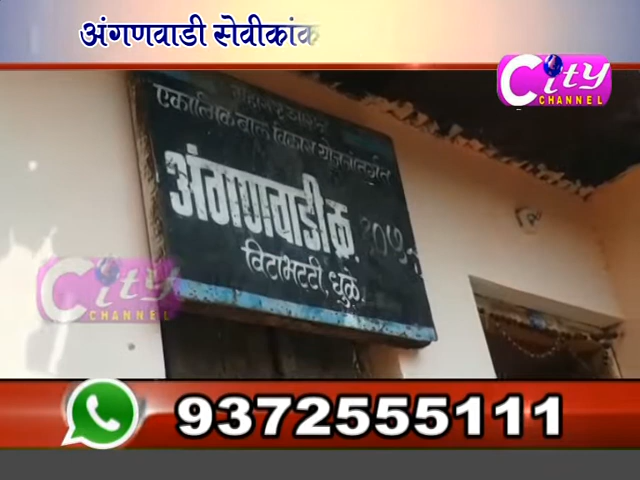 अंगणवाडी सेवीकांक
City
CHANNEL
एकात्मिक बाल विकास योजनेअंतर्गत
अंगणवाडी क्र.
विटाभट्टी, धुळे.
City
CHANNEL
9372555111